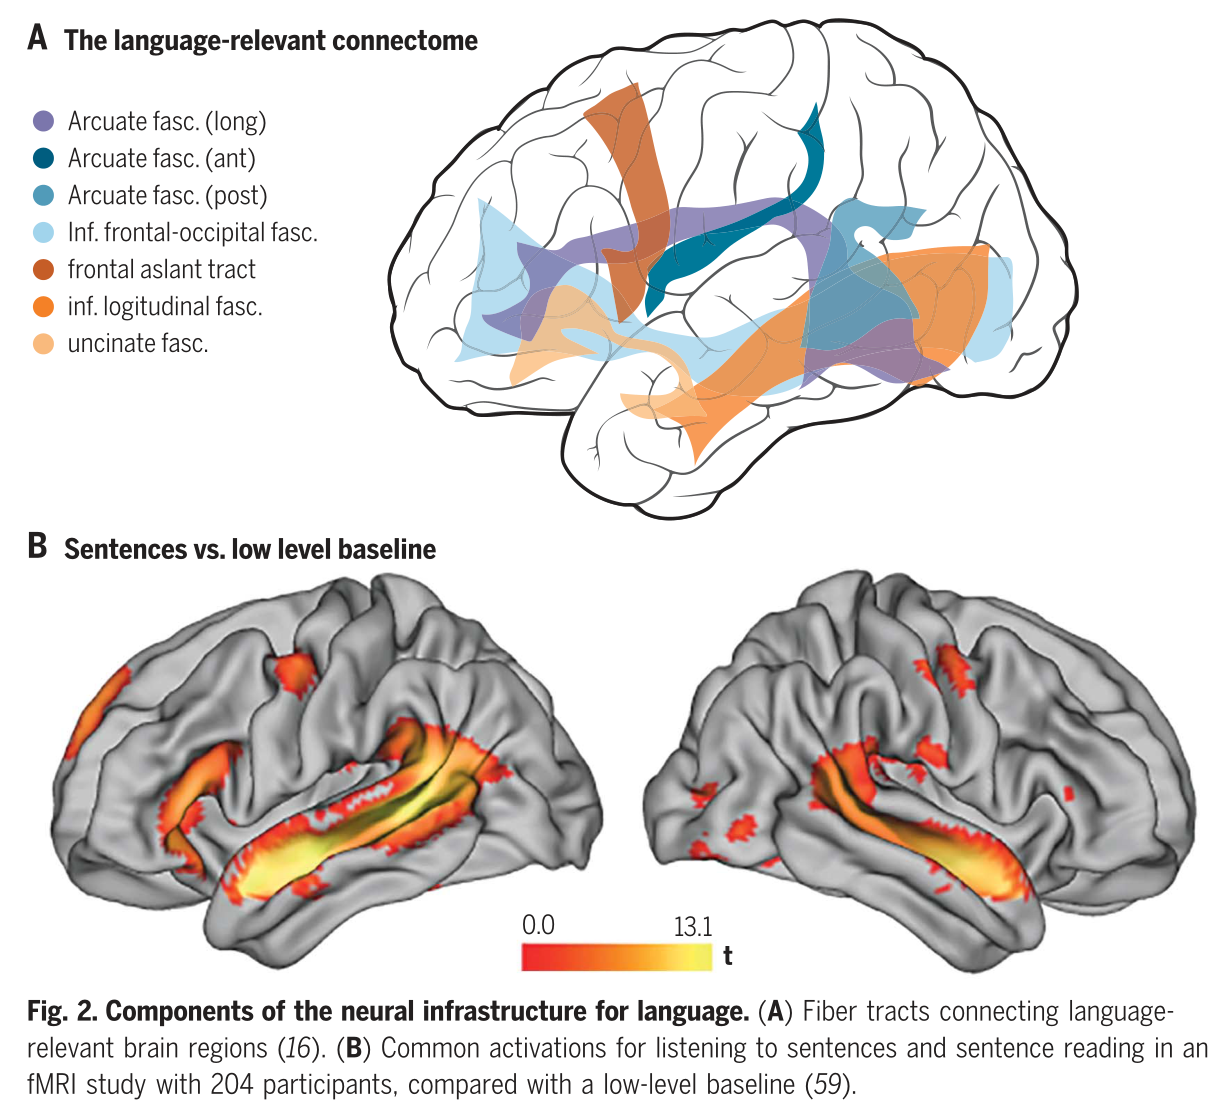 A The language-relevant connectome
Arcuate fasc. (long)
Arcuate fasc. (ant)
Arcuate fasc. (post)
Inf. frontal-occipital fasc.
frontal aslant tract
inf. logitudinal fasc.
uncinate fasc.
B Sentences vs. low level baseline
0.0 13.1
t
Fig. 2. Components of the neural infrastructure for language. (A) Fiber tracts connecting language-
relevant brain regions (16). (B) Common activations for listening to sentences and sentence reading in an
fMRI study with 204 participants, compared with a low-level baseline (59).